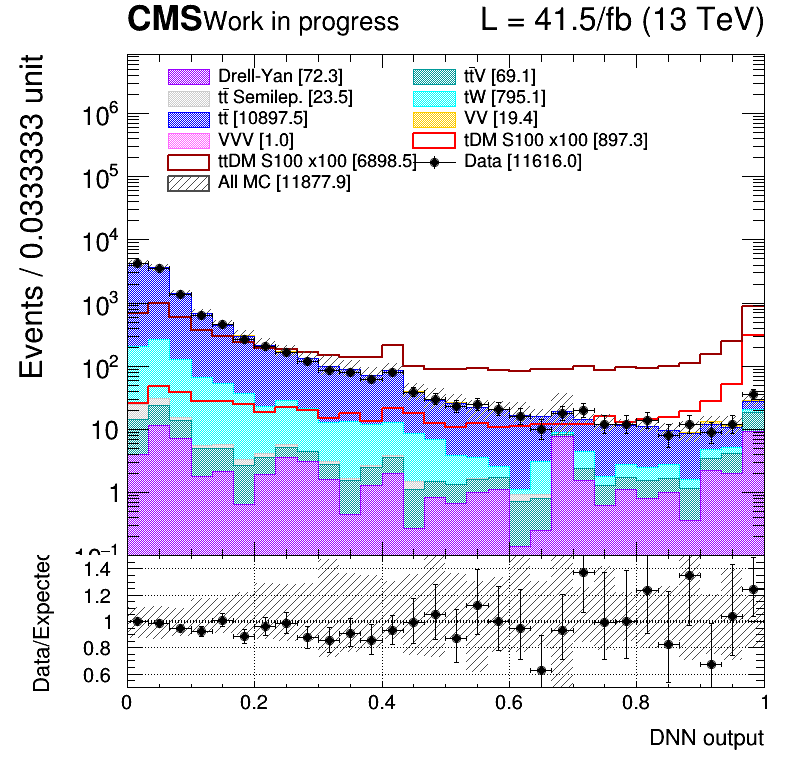 CMS Work in progress L = 41.5/fb (13 TeV)
Events / 0.0333333 unit
Drell-Yan [72.3] tt̄V [69.1]
tt̄ Semilep. [23.5] tW [795.1]
tt̄ [10897.5] VV [19.4]
VVV [1.0] tDM S100 x100 [897.3]
ttDM S100 x100 [6898.5] Data [11616.0]
All MC [11877.9]
10⁶
10⁵
10⁴
10³
10²
10
1
10⁻¹
Data/Expected
1.4
1.2
1
0.8
0.6
0 0.2 0.4 0.6 0.8 1
DNN output